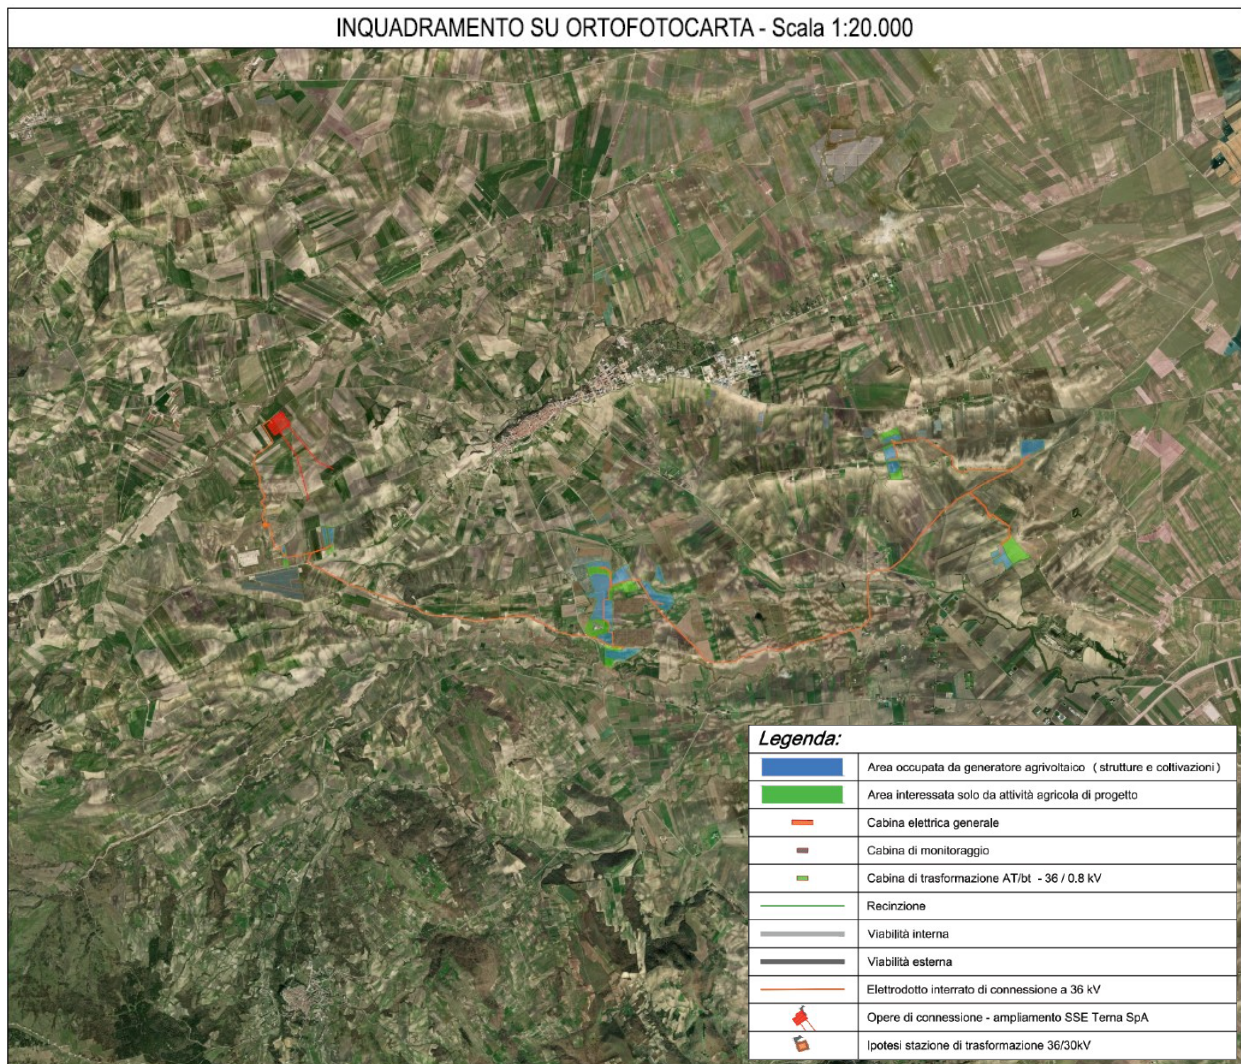 INQUADRAMENTO SU ORTOFOTOCARTA - Scala 1:20.000
Legenda:
Area occupata da generatore agrivoltaico ( strutture e coltivazioni )
Area interessata solo da attività agricola di progetto
Cabina elettrica generale
Cabina di monitoraggio
Cabina di trasformazione AT/bt - 36 / 0.8 kV
Recinzione
Viabilità interna
Viabilità esterna
Elettrodotto interrato di connessione a 36 kV
Opere di connessione - ampliamento SSE Terna SpA
Ipotesi stazione di trasformazione 36/30kV